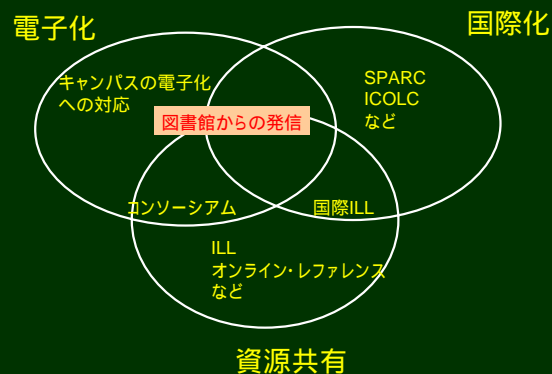 電子化
国際化
キャンパスの電子化
への対応
SPARC
ICOLC
など
図書館からの発信
コンソーシアム
国際ILL
ILL
オンライン・レファレンス
など
資源共有